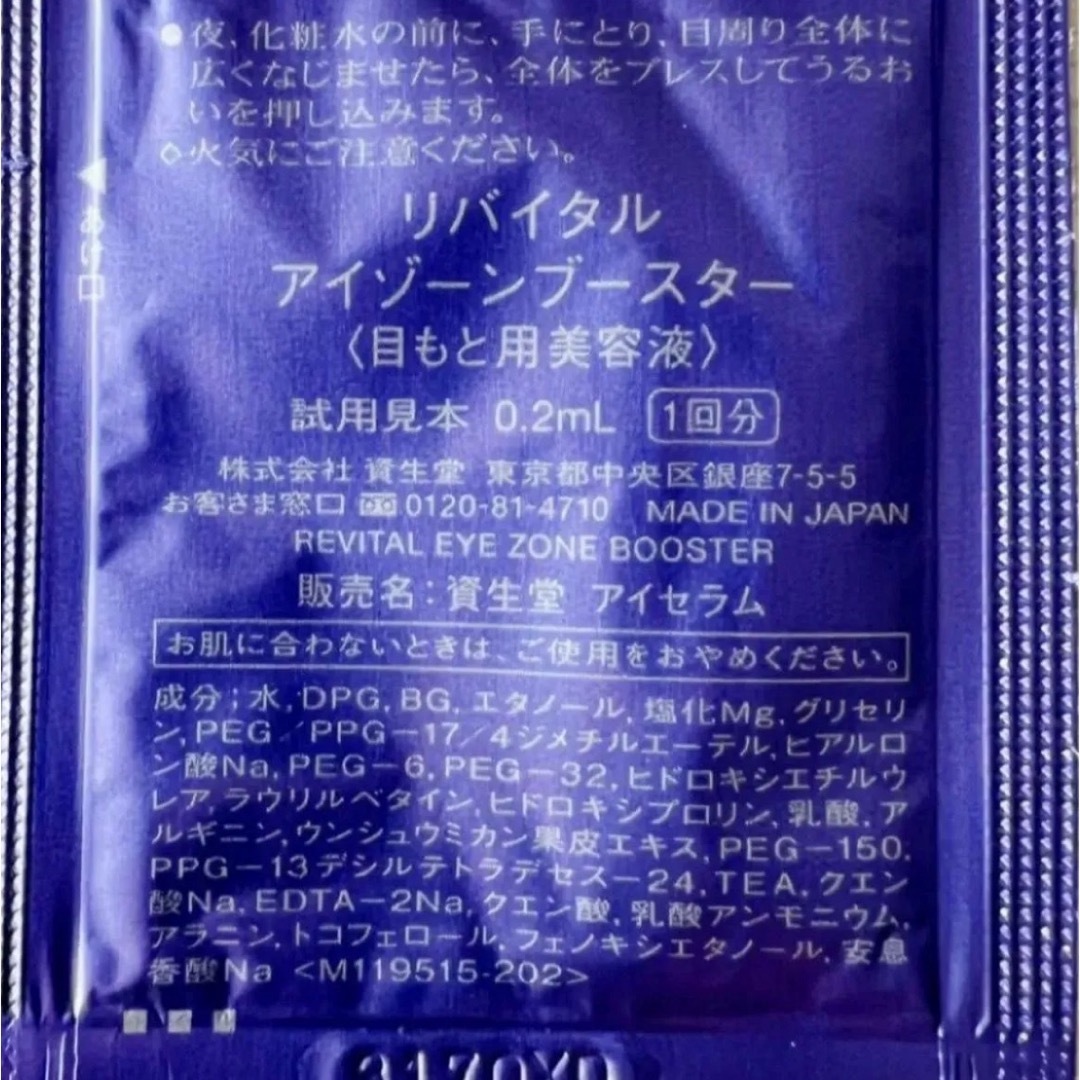 ●夜、化粧水の前に、手にとり、目周り全体に
広くなじませたら、全体をプレスしてうるお
いを押し込みます。
◇火気にご注意ください。
あけ口
リバイタル
アイゾーンブースター
〈目もと用美容液〉
試用見本 0.2mL 1回分
株式会社 資生堂 東京都中央区銀座7-5-5
お客さま窓口 0120-81-4710 MADE IN JAPAN
REVITAL EYE ZONE BOOSTER
販売名：資生堂 アイセラム
お肌に合わないときは、ご使用をおやめください。
成分；水，DPG，BG，エタノール，塩化Mg，グリセリ
ン，PEG／PPG－17／4ジメチルエーテル，ヒアルロ
ン酸Na，PEG－6，PEG－32，ヒドロキシエチルウ
レア，ラウリルベタイン，ヒドロキシプロリン，乳酸，ア
ルギニン，ウンシュウミカン果皮エキス，PEG－150，
PPG－13デシルテトラデセス－24，TEA，クエン
酸Na，EDTA－2Na，クエン酸，乳酸アンモニウム，
アラニン，トコフェロール，フェノキシエタノール，安息
香酸Na <M119515-202>